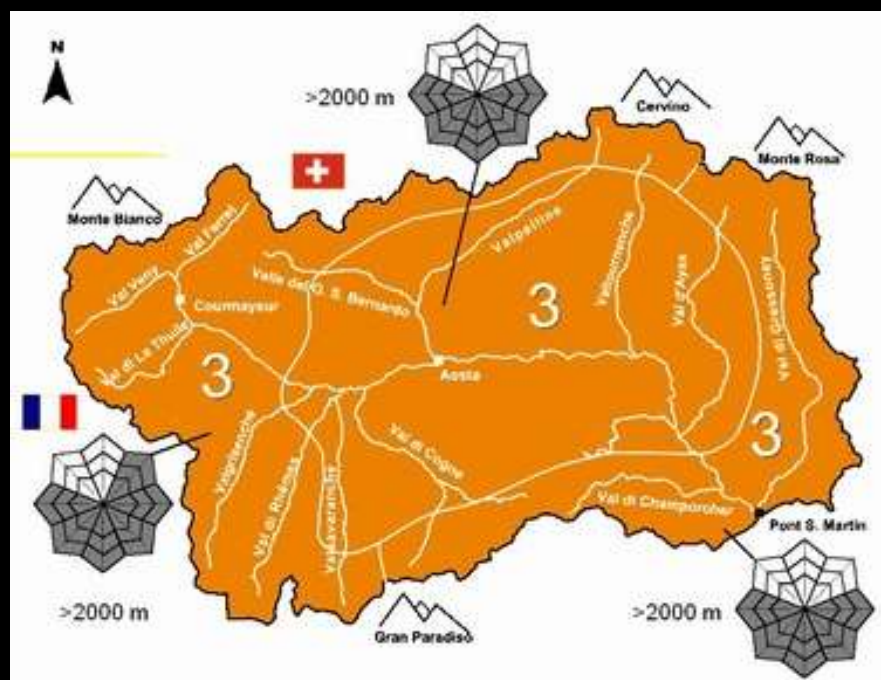 N
>2000 m
Cervino
Monte Rosa
Monte Bianco
Val Ferret
Valpelline
Val Veny
Courmayeur
Valle del G. S. Bernardo
Valtournenche
Val d'Ayas
Val di Gressoney
3
Val di La Thuile
3
Aosta
3
Valgrisenche
Val di Rhêmes
Valsavaranche
Val di Cogne
Val di Champorcher
Pont S. Martin
>2000 m
>2000 m
Gran Paradiso